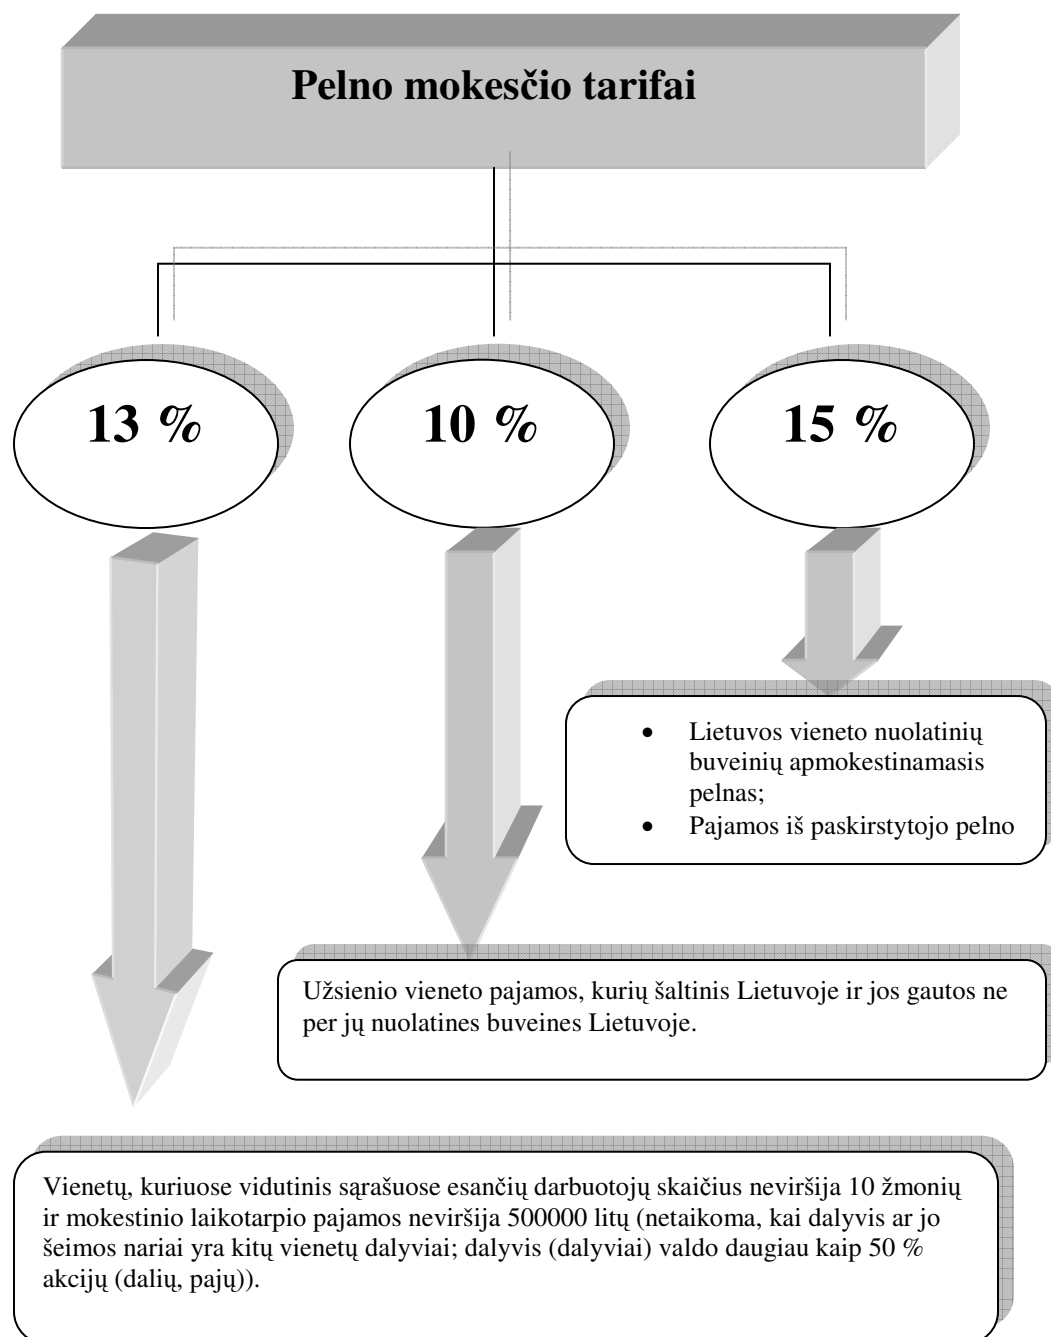 Pelno mokesčio tarifai
13 %
10 %
15 %
• Lietuvos vieneto nuolatinių
buveinių apmokestinamasis
pelnas;
• Pajamos iš paskirstytojo pelno
Užsienio vieneto pajamos, kurių šaltinis Lietuvoje ir jos gautos ne
per jų nuolatines buveines Lietuvoje.
Vienetų, kuriuose vidutinis sąrašuose esančių darbuotojų skaičius neviršija 10 žmonių
ir mokestinio laikotarpio pajamos neviršija 500000 litų (netaikoma, kai dalyvis ar jo
šeimos nariai yra kitų vienetų dalyviai; dalyvis (dalyviai) valdo daugiau kaip 50 %
akcijų (dalių, pajų)).